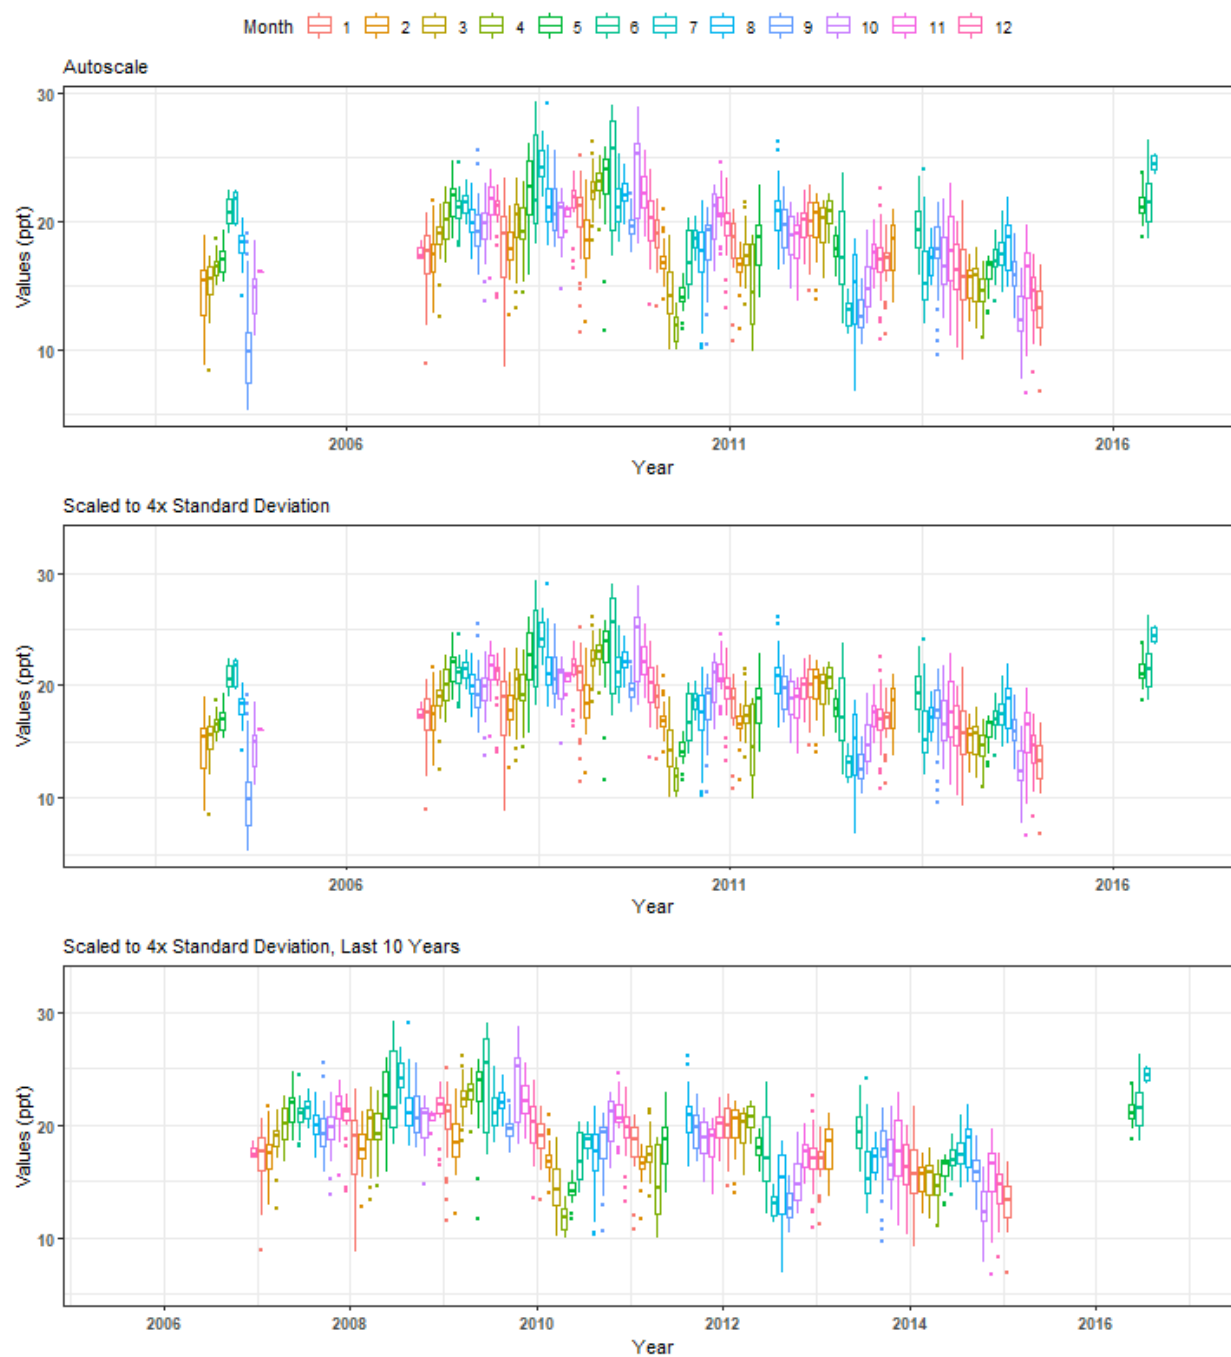 Month 1 2 3 4 5 6 7 8 9 10 11 12
Autoscale
30
20
10
Values (ppt)
2006 2011 2016
Year
Scaled to 4x Standard Deviation
30
20
10
Values (ppt)
2006 2011 2016
Year
Scaled to 4x Standard Deviation, Last 10 Years
30
20
10
Values (ppt)
2006 2008 2010 2012 2014 2016
Year